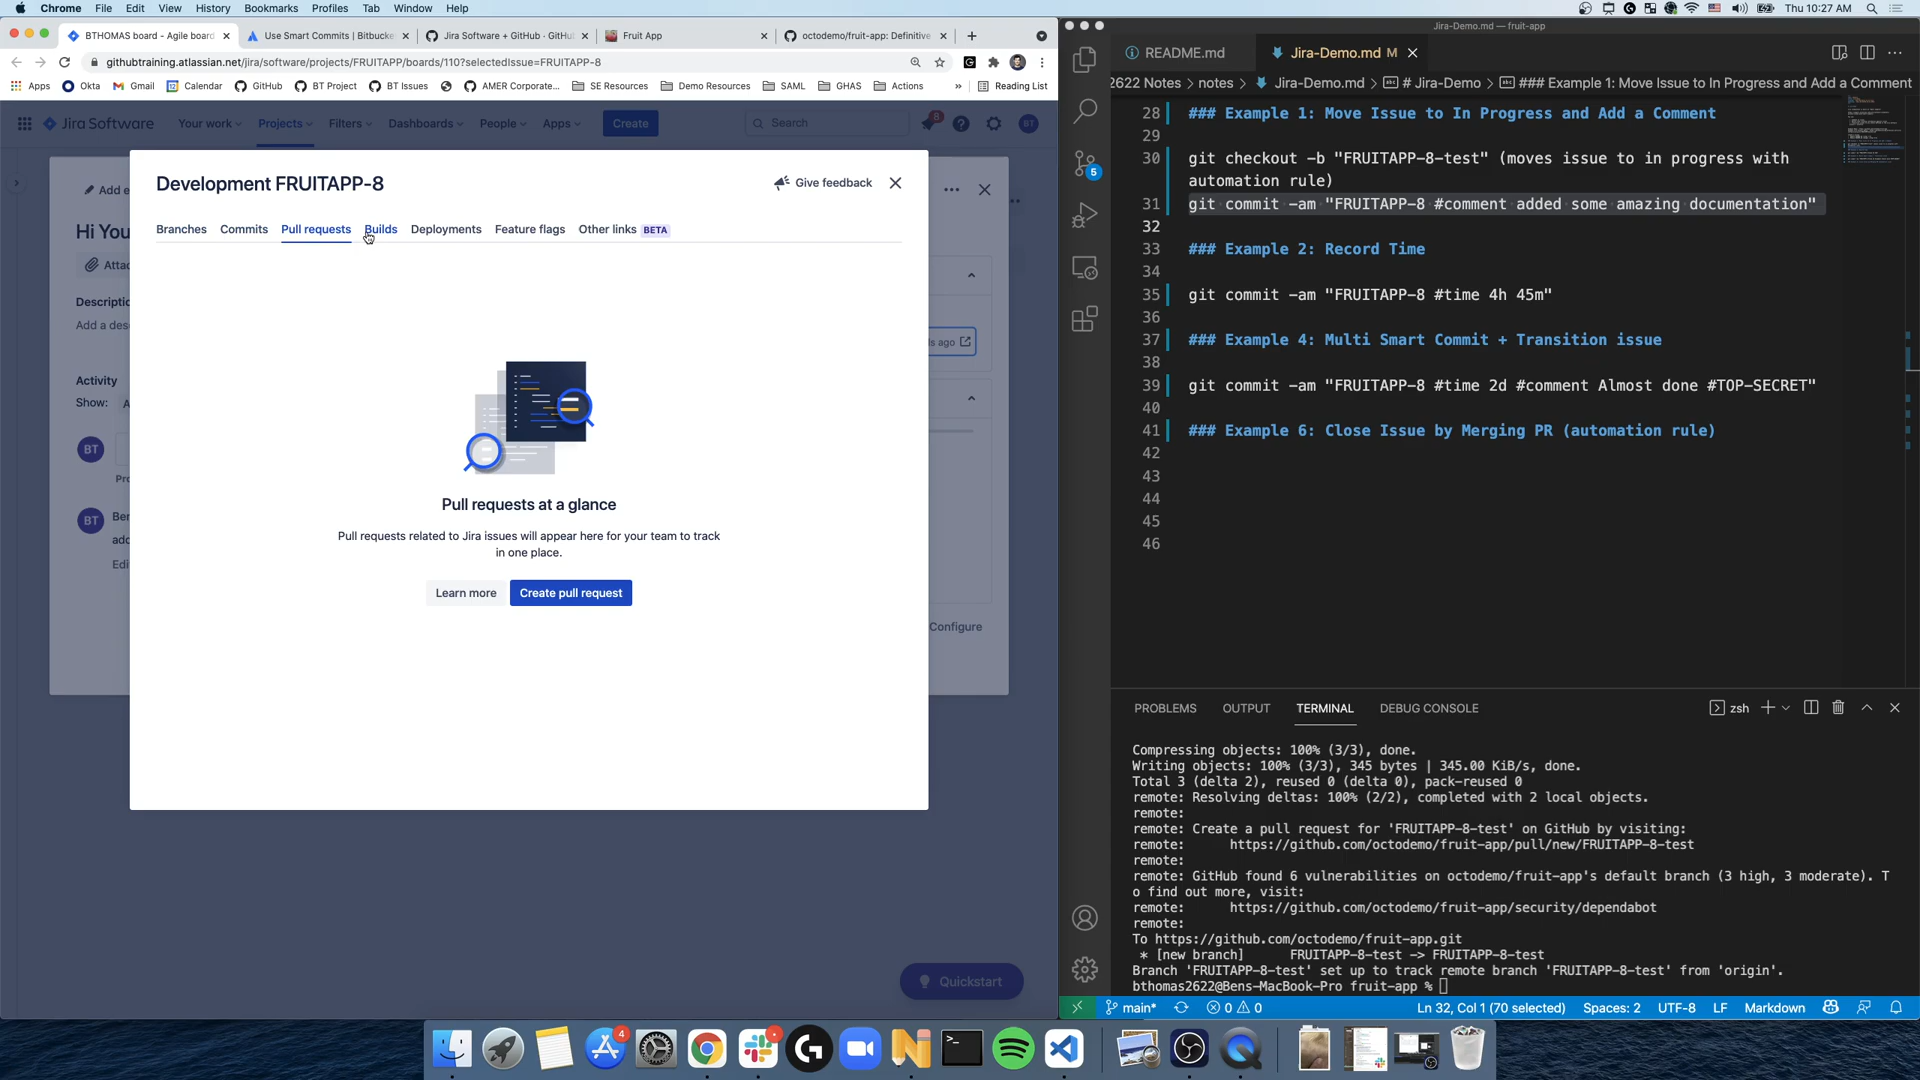 Chrome File Edit View History Bookmarks Profiles Tab Window Help
Thu 10:27 AM
BTHOMAS board - Agile board
Use Smart Commits | Bitbucke
Jira Software + GitHub · GitHu
Fruit App
octodemo/fruit-app: Definitive
githubtraining.atlassian.net/jira/software/projects/FRUITAPP/boards/110?selectedIssue=FRUITAPP-8
Apps Okta Gmail Calendar GitHub BT Project BT Issues AMER Corporate... SE Resources Demo Resources SAML GHAS Actions » Reading List
Jira Software Your work Projects Filters Dashboards People Apps Create Search 8 BT
Add e
Hi You
Attac
Descriptio
Add a des
Activity
Show: A
BT
Pr
BT Ber
ad
Edi
ds ago
Configure
Quickstart
Development FRUITAPP-8
Give feedback
Branches Commits Pull requests Builds Deployments Feature flags Other links BETA
Pull requests at a glance
Pull requests related to Jira issues will appear here for your team to track
in one place.
Learn more Create pull request
Jira-Demo.md — fruit-app
README.md Jira-Demo.md M
2622 Notes > notes > Jira-Demo.md > # Jira-Demo > ### Example 1: Move Issue to In Progress and Add a Comment
5
28 ### Example 1: Move Issue to In Progress and Add a Comment
29
30 git checkout -b "FRUITAPP-8-test" (moves issue to in progress with
automation rule)
31 git commit -am "FRUITAPP-8 #comment added some amazing documentation"
32
33 ### Example 2: Record Time
34
35 git commit -am "FRUITAPP-8 #time 4h 45m"
36
37 ### Example 4: Multi Smart Commit + Transition issue
38
39 git commit -am "FRUITAPP-8 #time 2d #comment Almost done #TOP-SECRET"
40
41 ### Example 6: Close Issue by Merging PR (automation rule)
42
43
44
45
46
PROBLEMS OUTPUT TERMINAL DEBUG CONSOLE
zsh
Compressing objects: 100% (3/3), done.
Writing objects: 100% (3/3), 345 bytes | 345.00 KiB/s, done.
Total 3 (delta 2), reused 0 (delta 0), pack-reused 0
remote: Resolving deltas: 100% (2/2), completed with 2 local objects.
remote:
remote: Create a pull request for 'FRUITAPP-8-test' on GitHub by visiting:
remote: https://github.com/octodemo/fruit-app/pull/new/FRUITAPP-8-test
remote:
remote: GitHub found 6 vulnerabilities on octodemo/fruit-app's default branch (3 high, 3 moderate). T
o find out more, visit:
remote: https://github.com/octodemo/fruit-app/security/dependabot
remote:
To https://github.com/octodemo/fruit-app.git
* [new branch] FRUITAPP-8-test -> FRUITAPP-8-test
Branch 'FRUITAPP-8-test' set up to track remote branch 'FRUITAPP-8-test' from 'origin'.
bthomas2622@Bens-MacBook-Pro fruit-app %
main* 0 0 Ln 32, Col 1 (70 selected) Spaces: 2 UTF-8 LF Markdown
4